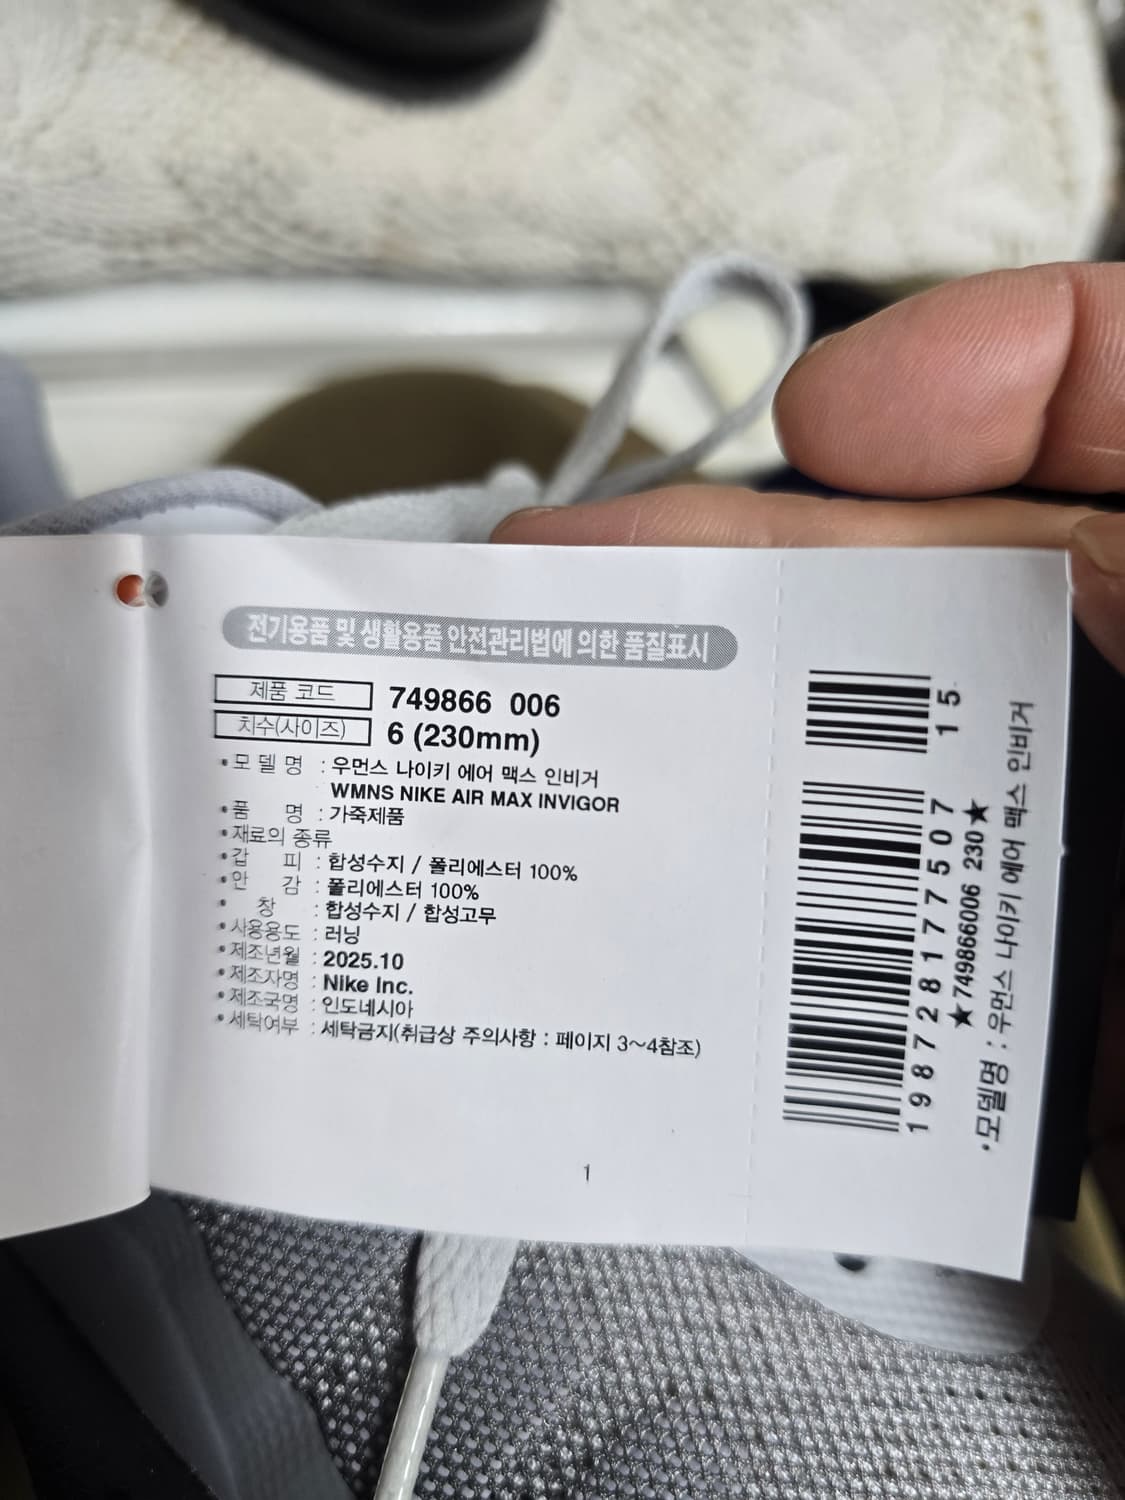 전기용품 및 생활용품 안전관리법에 의한 품질표시
제품 코드 749866 006
치수(사이즈) 6 (230mm)
• 모 델 명 : 우먼스 나이키 에어 맥스 인비거
WMNS NIKE AIR MAX INVIGOR
• 품 명 : 가죽제품
• 재료의 종류
• 갑 피 : 합성수지 / 폴리에스터 100%
• 안 감 : 폴리에스터 100%
• 창 : 합성수지 / 합성고무
• 사용용도 : 러닝
• 제조년월 : 2025.10
• 제조자명 : Nike Inc.
• 제조국명 : 인도네시아
• 세탁여부 : 세탁금지(취급상 주의사항 : 페이지 3~4참조)
1
198728177507 15
★749866006 230★
•모델명 : 우먼스 나이키 에어 맥스 인비거